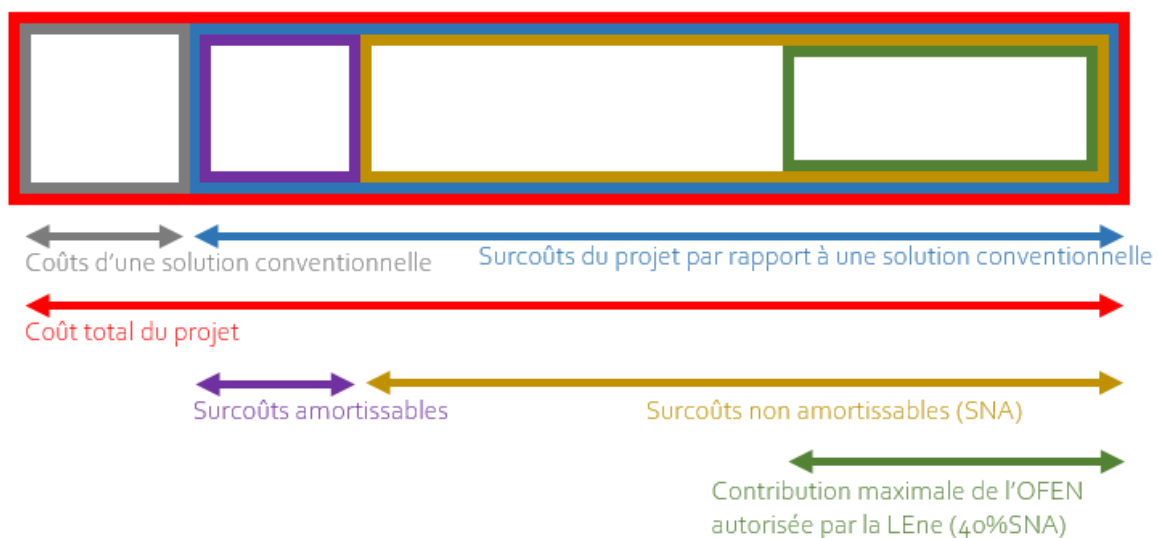 Coûts d'une solution conventionnelle
Surcoûts du projet par rapport à une solution conventionnelle
Coût total du projet
Surcoûts amortissables
Surcoûts non amortissables (SNA)
Contribution maximale de l'OFEN
autorisée par la LEne (40%SNA)